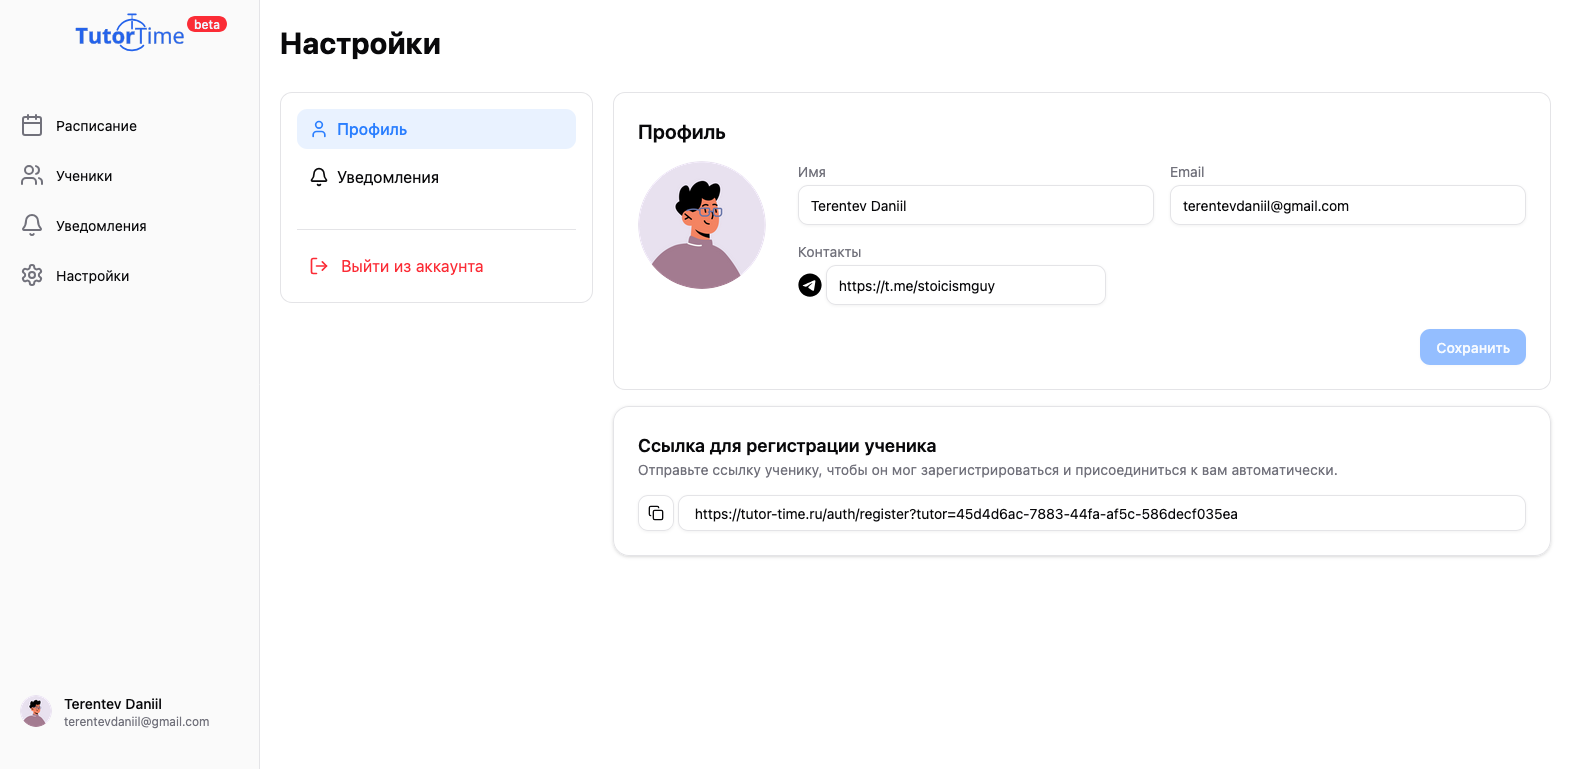 TutorTime
beta
Расписание
Ученики
Уведомления
Настройки
Terentev Daniil
terentevdaniil@gmail.com
Настройки
Профиль
Уведомления
Выйти из аккаунта
Профиль
Имя
Terentev Daniil
Email
terentevdaniil@gmail.com
Контакты
https://t.me/stoicismguy
Сохранить
Ссылка для регистрации ученика
Отправьте ссылку ученику, чтобы он мог зарегистрироваться и присоединиться к вам автоматически.
https://tutor-time.ru/auth/register?tutor=45d4d6ac-7883-44fa-af5c-586decf035ea